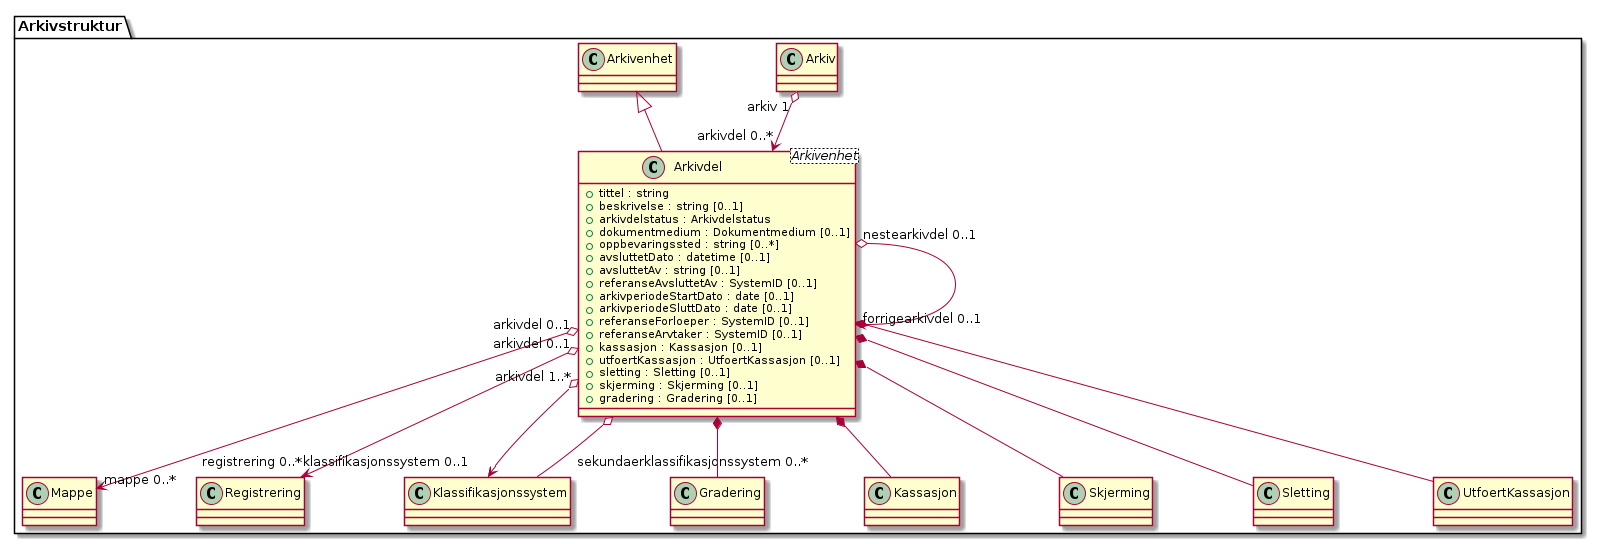 Arkivstruktur
C Arkivenhet
C Arkiv
arkiv 1
arkivdel 0..*
Arkivenhet
C Arkivdel
tittel : string
beskrivelse : string [0..1]
arkivdelstatus : Arkivdelstatus
dokumentmedium : Dokumentmedium [0..1]
oppbevaringssted : string [0..*]
avsluttetDato : datetime [0..1]
avsluttetAv : string [0..1]
referanseAvsluttetAv : SystemID [0..1]
arkivperiodeStartDato : date [0..1]
arkivperiodeSluttDato : date [0..1]
referanseForloeper : SystemID [0..1]
referanseArvtaker : SystemID [0..1]
kassasjon : Kassasjon [0..1]
utfoertKassasjon : UtfoertKassasjon [0..1]
sletting : Sletting [0..1]
skjerming : Skjerming [0..1]
gradering : Gradering [0..1]
nestearkivdel 0..1
forrigearkivdel 0..1
arkivdel 0..1
arkivdel 0..1
arkivdel 1..*
registrering 0..*
klassifikasjonssystem 0..1
sekundaerklassifikasjonssystem 0..*
mappe 0..*
C Mappe
C Registrering
C Klassifikasjonssystem
C Gradering
C Kassasjon
C Skjerming
C Sletting
C UtfoertKassasjon